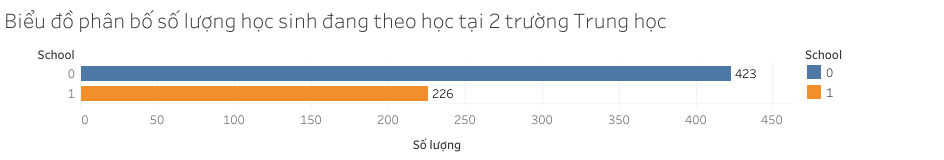 Biểu đồ phân bố số lượng học sinh đang theo học tại 2 trường Trung học
School
0 423
1 226
0 50 100 150 200 250 300 350 400 450
Số lượng
School
0
1